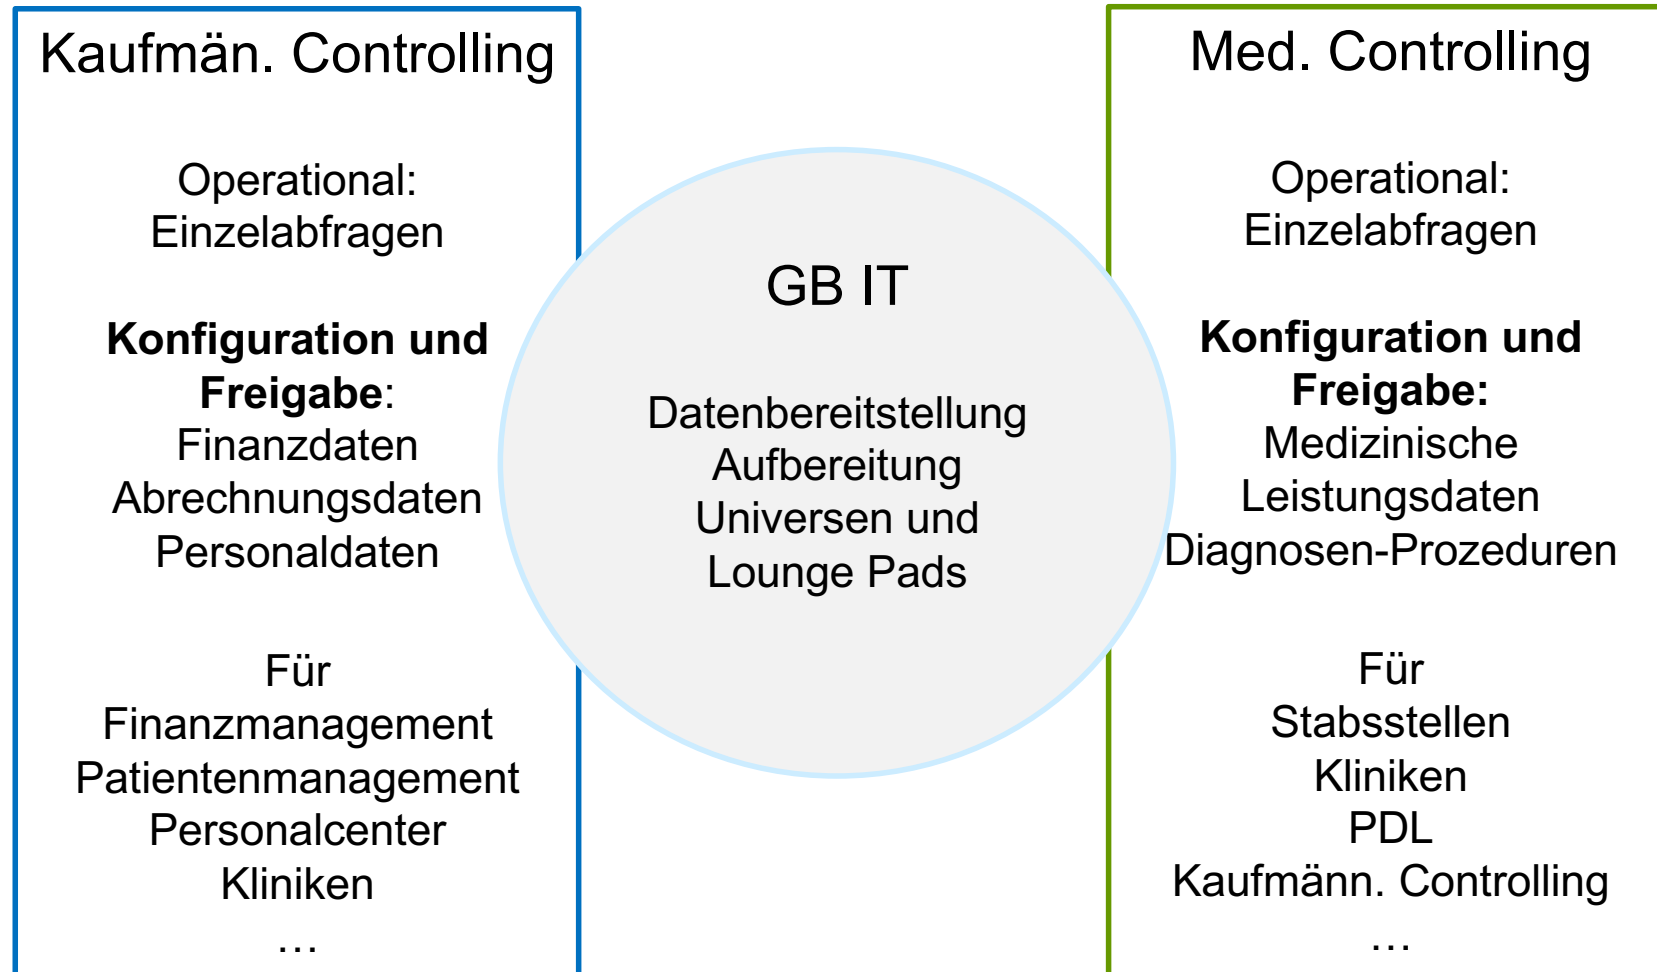 Kaufmän. Controlling
Operational:
Einzelabfragen
Konfiguration und
Freigabe:
Finanzdaten
Abrechnungsdaten
Personaldaten
Für
Finanzmanagement
Patientenmanagement
Personalcenter
Kliniken
…
GB IT
Datenbereitstellung
Aufbereitung
Universen und
Lounge Pads
Med. Controlling
Operational:
Einzelabfragen
Konfiguration und
Freigabe:
Medizinische
Leistungsdaten
Diagnosen-Prozeduren
Für
Stabsstellen
Kliniken
PDL
Kaufmänn. Controlling
…